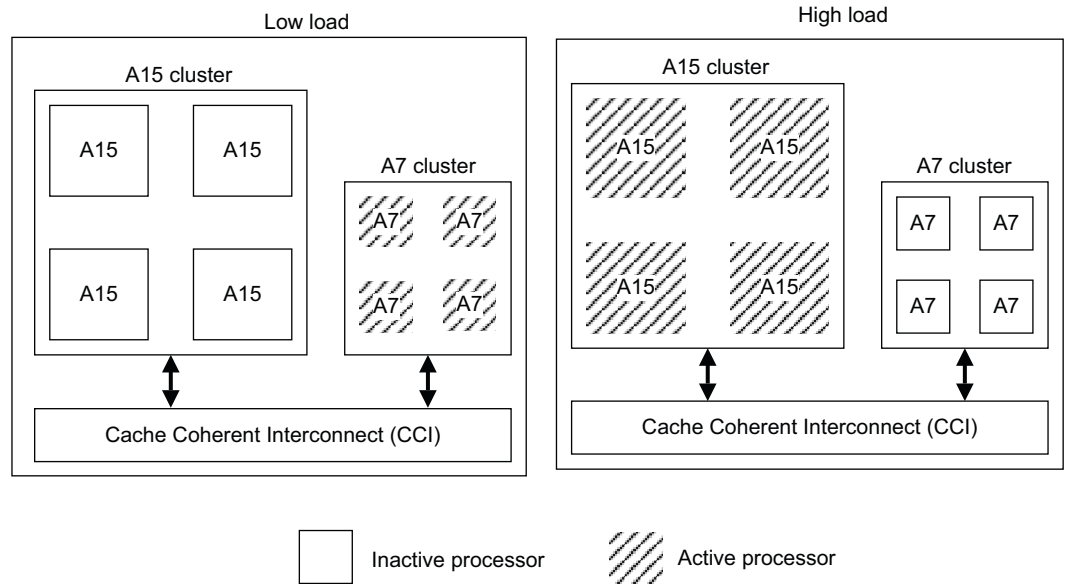 Low load
A15 cluster
A15 A15
A7 cluster
A7 A7
A15 A15
A7 A7
Cache Coherent Interconnect (CCI)
High load
A15 cluster
A15 A15
A7 cluster
A7 A7
A15 A15
A7 A7
Cache Coherent Interconnect (CCI)
Inactive processor
Active processor